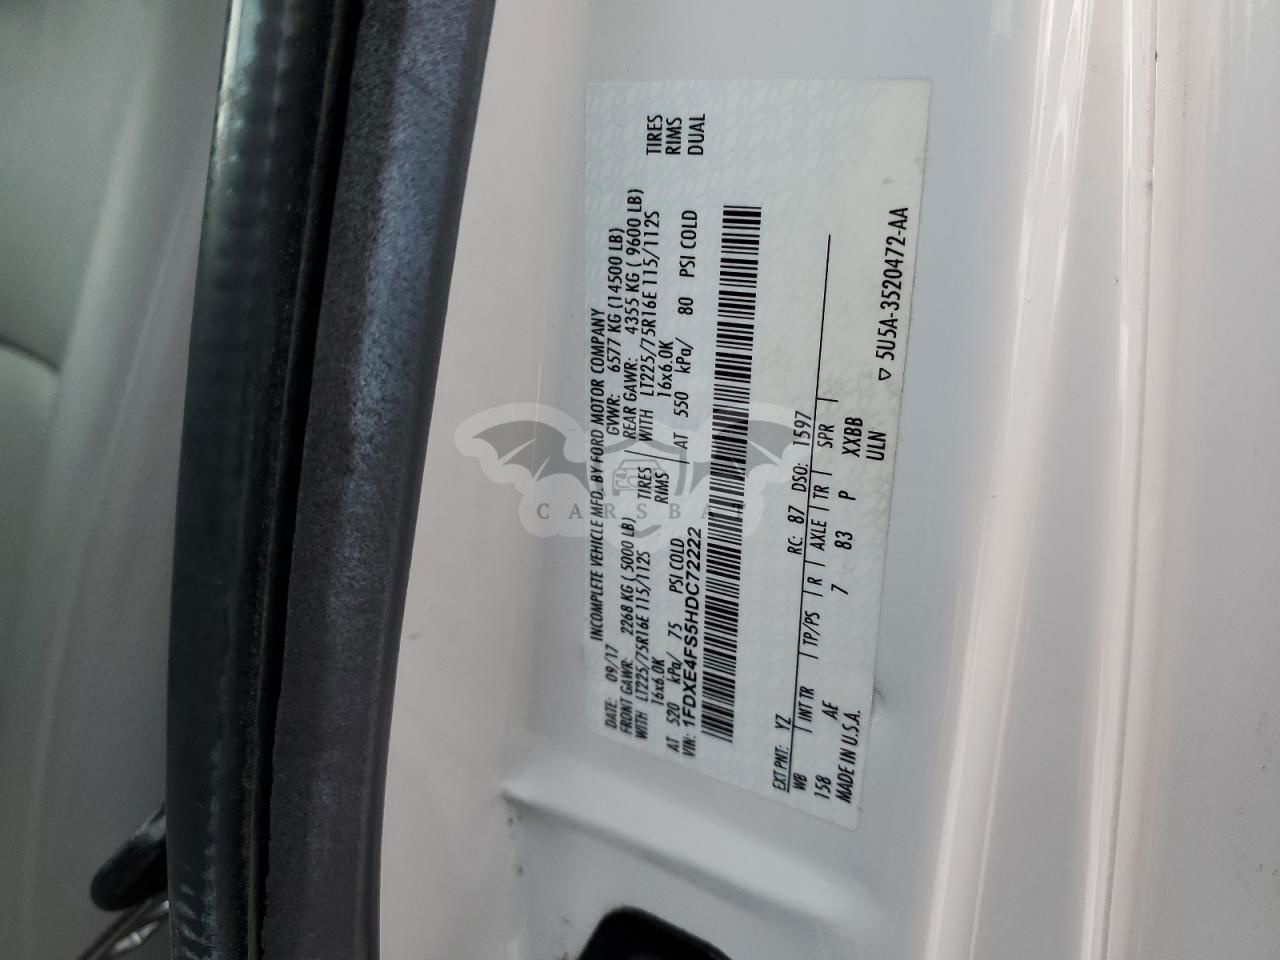 INCOMPLETE VEHICLE MFD. BY FORD MOTOR COMPANY
DATE: 09/17 GVWR: 6577 KG (14500 LB)
FRONT GAWR: 2268 KG ( 5000 LB) REAR GAWR: 4355 KG ( 9600 LB)
WITH LT225/75R16E 115/112S TIRES WITH LT225/75R16E 115/112S TIRES
16x6.0K RIMS 16x6.0K RIMS
AT 520 kPa/ 75 PSI COLD AT 550 kPa/ 80 PSI COLD DUAL
VIN: 1FDXE4FS5HDC72222
EXT PNT: YZ RC: 87 DSO: 1597
WB INT TR TP/PS R AXLE TR SPR
158 AF 7 83 P XXBB
MADE IN U.S.A. ULN
▽ 5U5A-3520472-AA
CARSBA